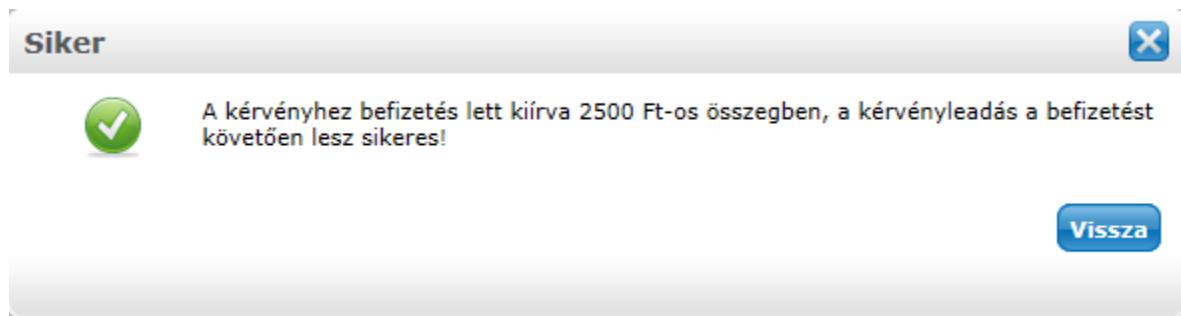 Siker
A kérvényhez befizetés lett kiírva 2500 Ft-os összegben, a kérvényleadás a befizetést
követően lesz sikeres!
Vissza